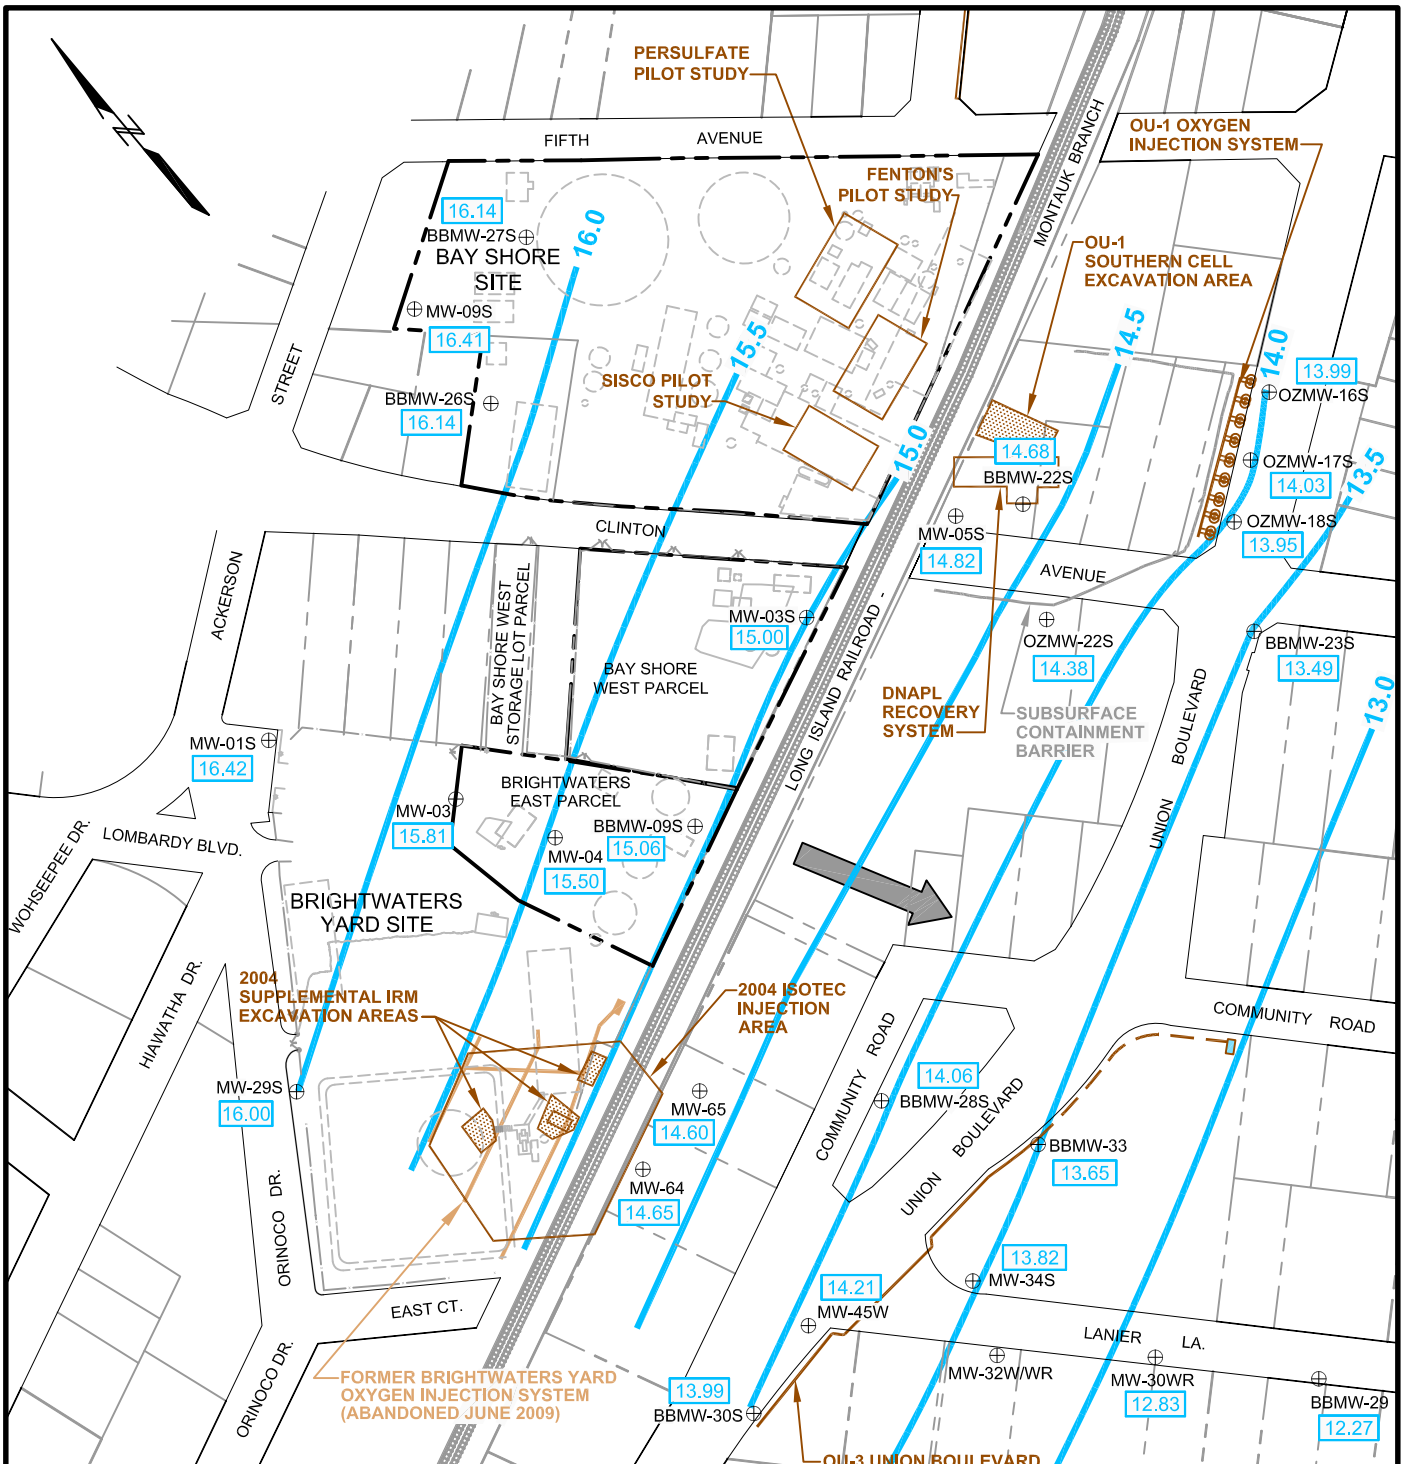 PERSULFATE
PILOT STUDY
FIFTH AVENUE
MONTAUK BRANCH
OU-1 OXYGEN
INJECTION SYSTEM
FENTON'S
PILOT STUDY
N
16.14
BBMW-27S
BAY SHORE
SITE
16.0
OU-1
SOUTHERN CELL
EXCAVATION AREA
MW-09S
16.41
15.5
14.5
14.0
13.99
OZMW-16S
STREET
SISCO PILOT
STUDY
BBMW-26S
16.14
15.0
14.68
BBMW-22S
OZMW-17S
14.03
13.5
CLINTON
MW-05S
14.82
OZMW-18S
13.95
AVENUE
ACKERSON
BAY SHORE WEST
STORAGE LOT PARCEL
MW-03S
15.00
BAY SHORE
WEST PARCEL
OZMW-22S
14.38
BBMW-23S
13.49
LONG ISLAND RAILROAD -
DNAPL
RECOVERY
SYSTEM
SUBSURFACE
CONTAINMENT
BARRIER
UNION BOULEVARD
13.0
MW-01S
16.42
BRIGHTWATERS
EAST PARCEL
MW-03
15.81
BBMW-09S
15.06
MW-04
15.50
LOMBARDY BLVD.
WOHSEEPEE DR.
BRIGHTWATERS
YARD SITE
HIAWATHA DR.
2004
SUPPLEMENTAL IRM
EXCAVATION AREAS
2004 ISOTEC
INJECTION
AREA
COMMUNITY ROAD
COMMUNITY ROAD
14.06
BBMW-28S
UNION BOULEVARD
MW-29S
16.00
MW-65
14.60
BBMW-33
13.65
MW-64
14.65
ORINOCO DR.
13.82
MW-34S
14.21
MW-45W
EAST CT.
LANIER LA.
ORINOCO DR.
FORMER BRIGHTWATERS YARD
OXYGEN INJECTION SYSTEM
(ABANDONED JUNE 2009)
13.99
BBMW-30S
MW-32W/WR
MW-30WR
12.83
BBMW-29
12.27
OU-3 UNION BOULEVARD